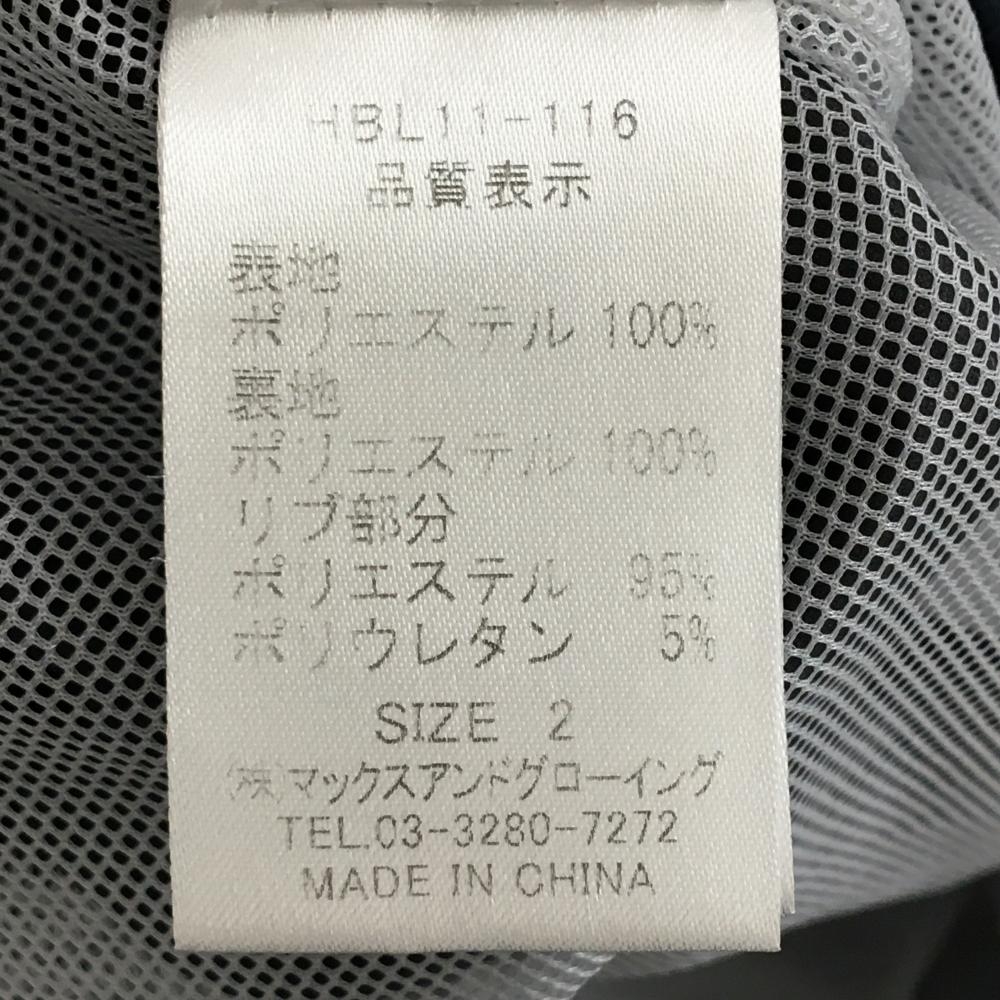 HBL11-116
品質表示
表地
ポリエステル 100%
裏地
ポリエステル 100%
リブ部分
ポリエステル 95%
ポリウレタン 5%
SIZE 2
(株)マックスアンドグローイング
TEL.03-3280-7272
MADE IN CHINA